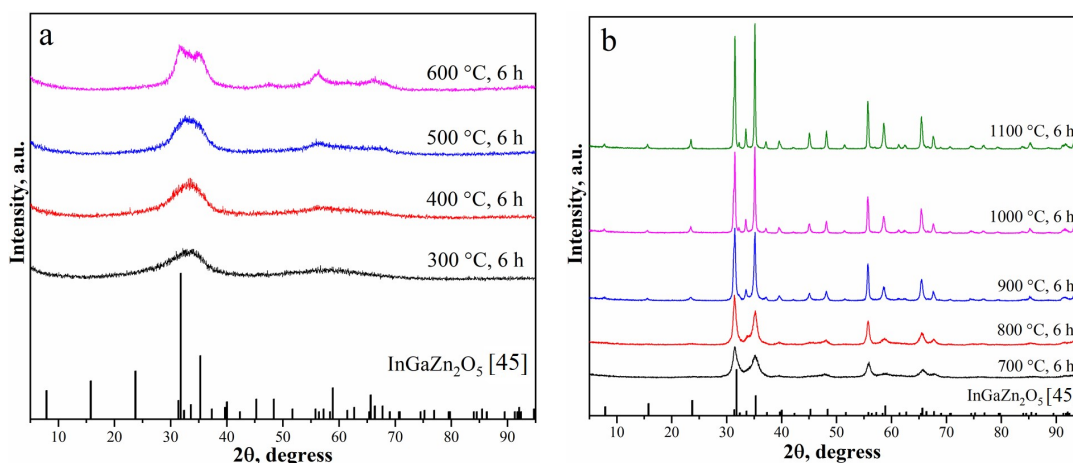 a
600 °C, 6 h
500 °C, 6 h
400 °C, 6 h
300 °C, 6 h
InGaZn₂O₅ [45]
Intensity, a.u.
10 20 30 40 50 60 70 80 90
2θ, degress
b
1100 °C, 6 h
1000 °C, 6 h
900 °C, 6 h
800 °C, 6 h
700 °C, 6 h
InGaZn₂O₅ [45]
Intensity, a.u.
10 20 30 40 50 60 70 80 90
2θ, degress